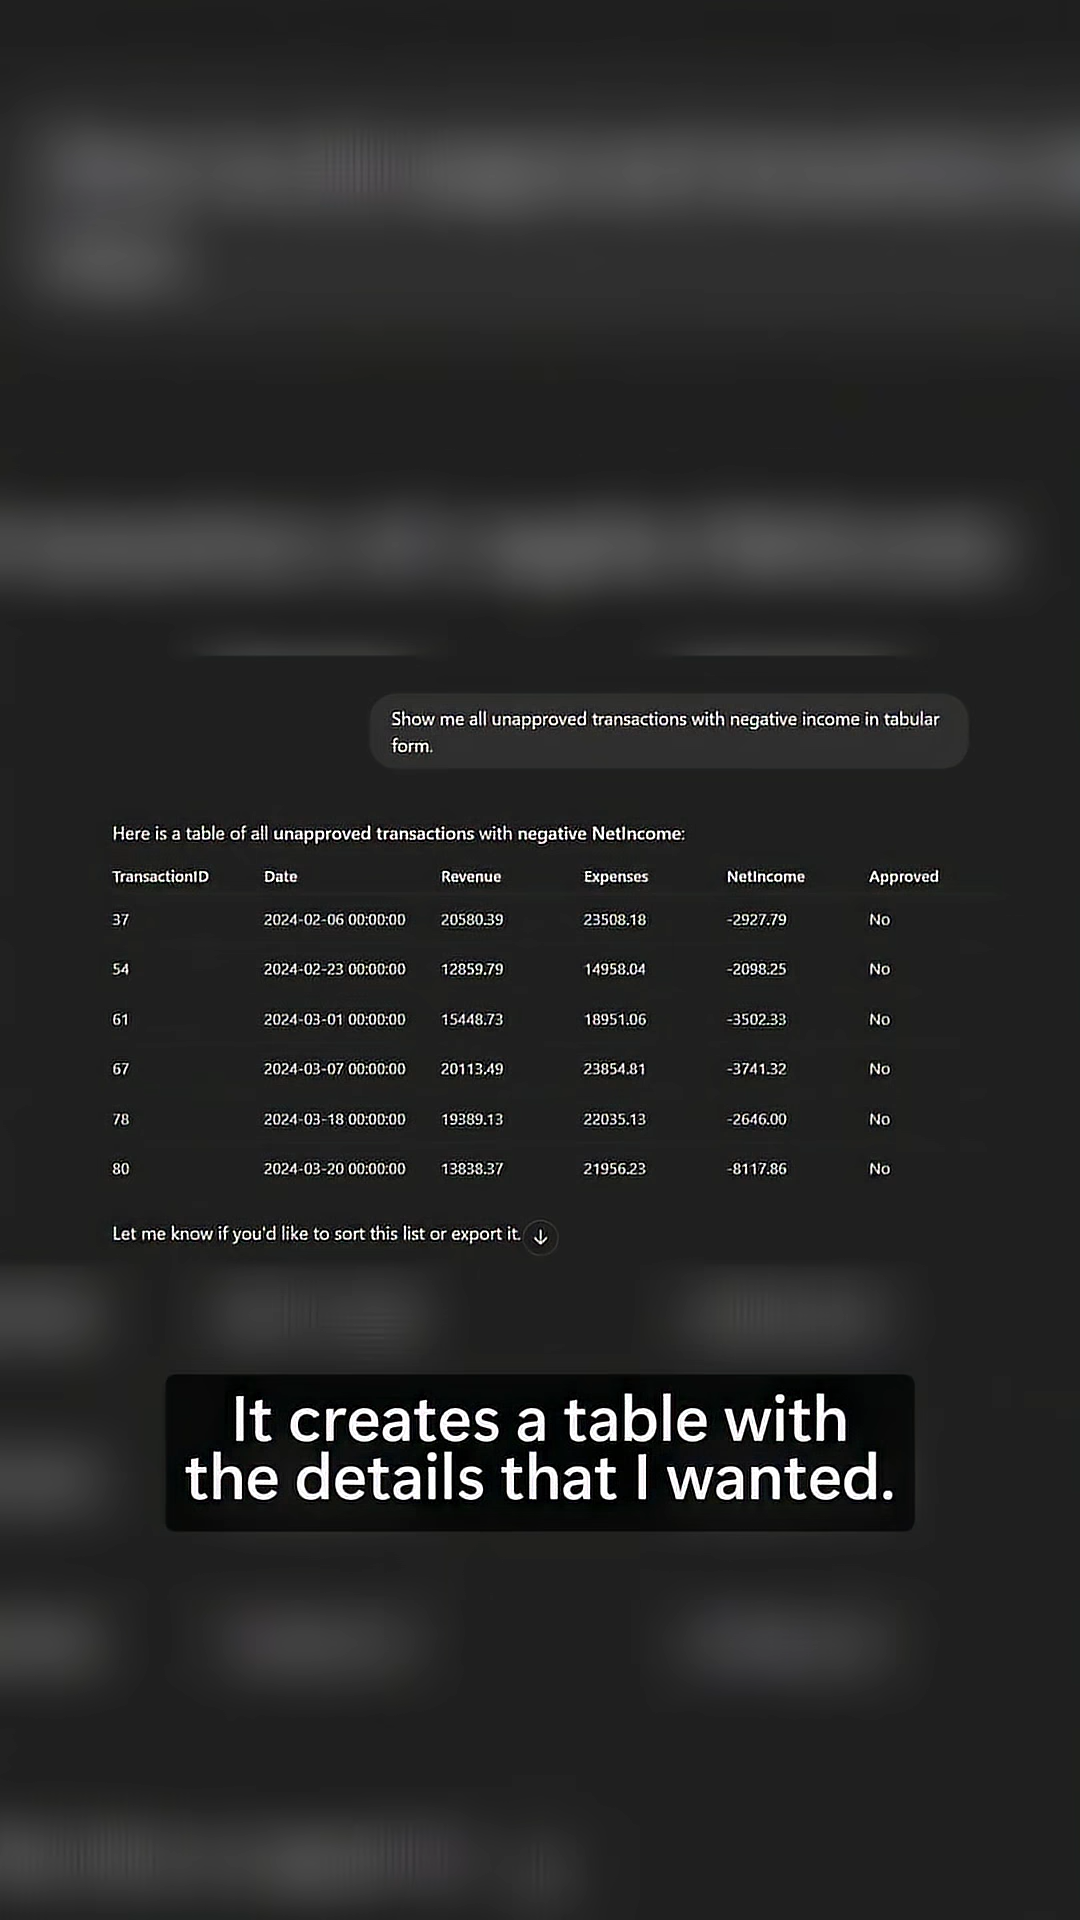 Show me all unapproved transactions with negative income in tabular
form.
Here is a table of all unapproved transactions with negative NetIncome:
TransactionID Date Revenue Expenses NetIncome Approved
37 2024-02-06 00:00:00 20580.39 23508.18 -2927.79 No
54 2024-02-23 00:00:00 12859.79 14958.04 -2098.25 No
61 2024-03-01 00:00:00 15448.73 18951.06 -3502.33 No
67 2024-03-07 00:00:00 20113.49 23854.81 -3741.32 No
78 2024-03-18 00:00:00 19389.13 22035.13 -2646.00 No
80 2024-03-20 00:00:00 13838.37 21956.23 -8117.86 No
Let me know if you'd like to sort this list or export it.
It creates a table with
the details that I wanted.